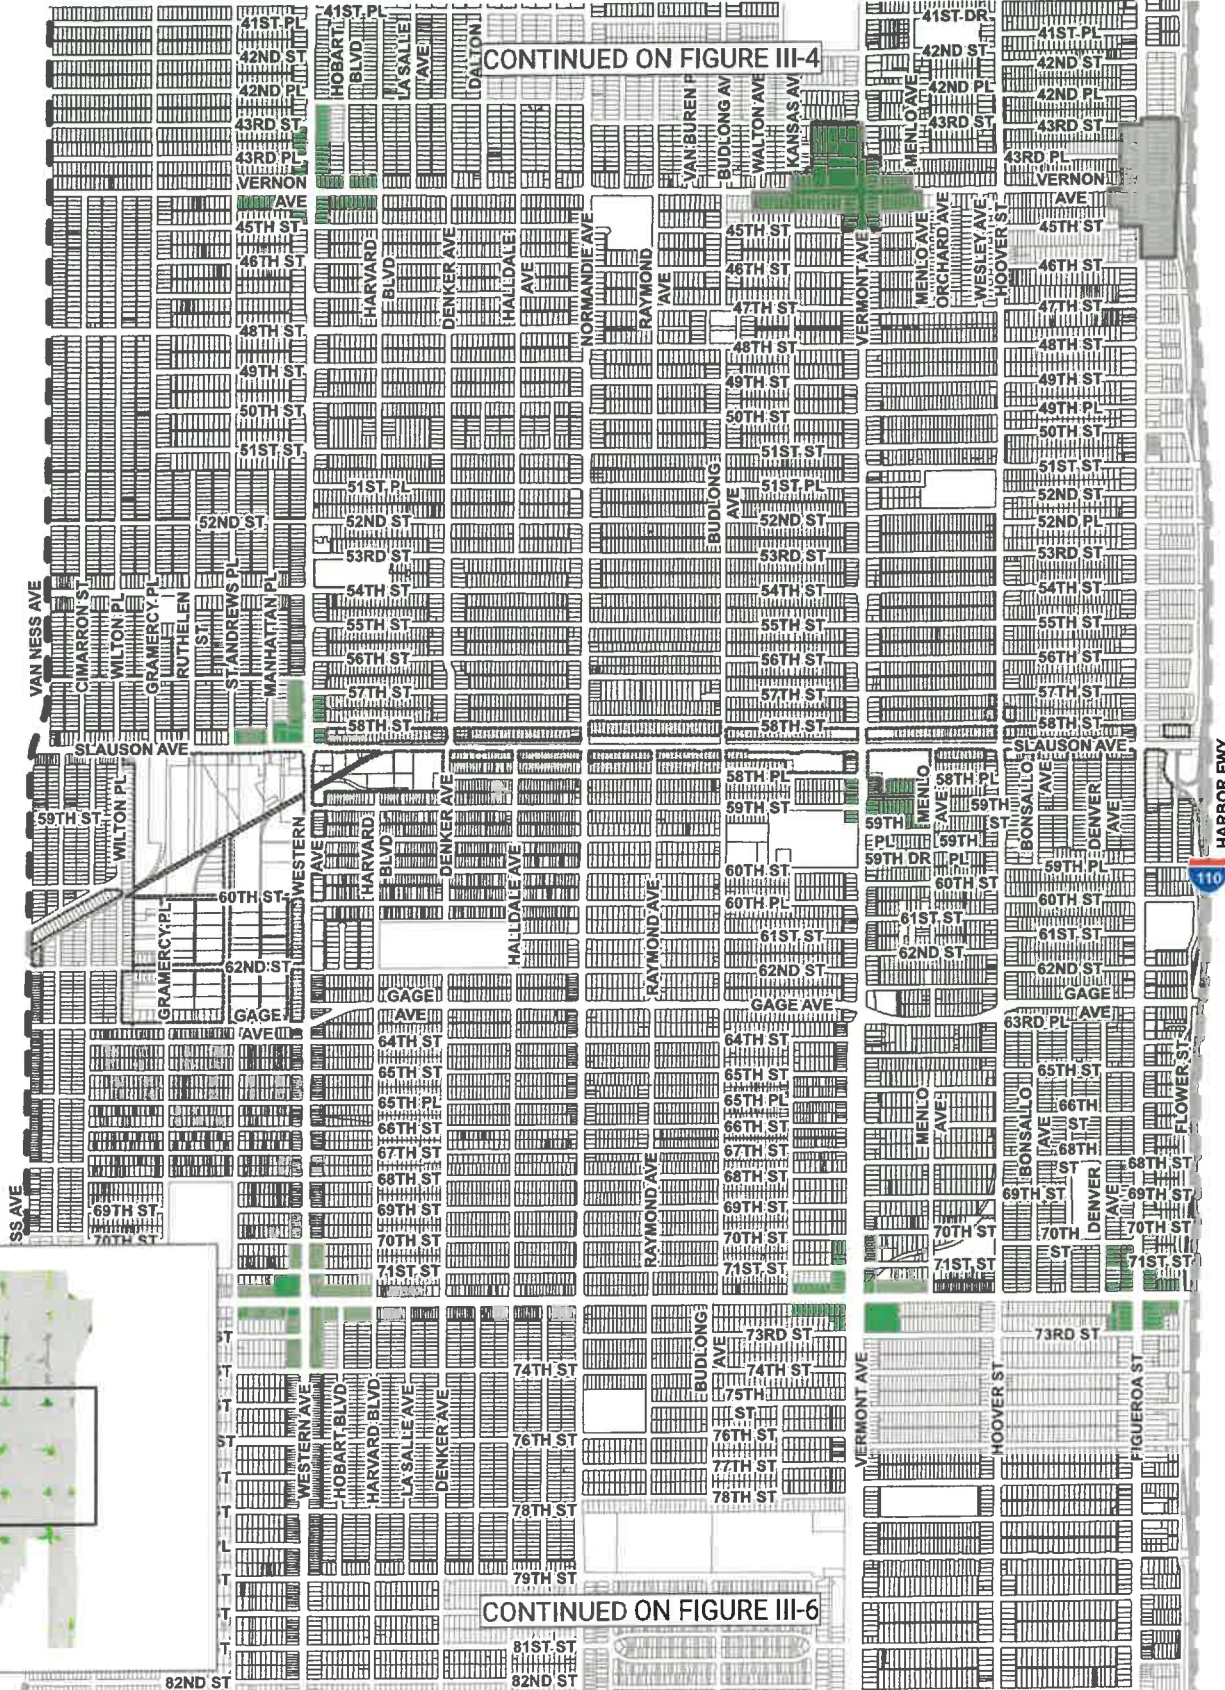 41ST PL
41ST PL
42ND ST
42ND PL
43RD ST
43RD PL
VERNON
AVE
45TH ST
46TH ST
48TH ST
49TH ST
50TH ST
51ST ST
52ND ST
HOBART
BLVD
LA SALLE
AVE
DALTON
CONTINUED ON FIGURE III-4
VAN BUREN P
BUDLONG AV
WALTON AVE
KANSAS AV
MENLO AVE
41ST DR
42ND ST
42ND PL
43RD ST
41ST PL
42ND ST
42ND PL
43RD ST
43RD PL
VERNON
AVE
45TH ST
46TH ST
47TH ST
48TH ST
49TH ST
49TH PL
50TH ST
51ST ST
52ND ST
52ND PL
53RD ST
54TH ST
55TH ST
56TH ST
57TH ST
58TH ST
SLAUSON AVE
HARVARD
BLVD
DENKER AVE
HALLDALE
AVE
NORMANDIE AVE
RAYMOND
AVE
VERMONT AVE
MENLO AVE
ORCHARD AVE
WESLEY AVE
HOOVER ST
45TH ST
46TH ST
47TH ST
48TH ST
49TH ST
50TH ST
51ST ST
51ST PL
52ND ST
53RD ST
54TH ST
55TH ST
56TH ST
57TH ST
58TH ST
BUDLONG
AVE
51ST PL
52ND ST
53RD ST
54TH ST
55TH ST
56TH ST
57TH ST
58TH ST
VAN NESS AVE
CIMARRON ST
WILTON PL
GRAMERCY PL
RUTHELEN
ST
ST ANDREWS PL
MANHATTAN PL
SLAUSON AVE
59TH ST
WILTON PL
WESTERN
AVE
HARVARD
BLVD
DENKER AVE
HALLDALE AVE
RAYMOND AVE
58TH PL
59TH ST
60TH ST
60TH PL
61ST ST
62ND ST
GAGE AVE
MENLO
AVE
58TH PL
59TH
ST
59TH
PL
59TH
PL
59TH DR
60TH ST
61ST ST
62ND ST
BONSALLO
AVE
DENVER
AVE
59TH PL
60TH ST
61ST ST
62ND ST
GAGE
AVE
63RD PL
HARBOR FWY
110
60TH ST
GRAMERCY PL
62ND ST
GAGE
AVE
GAGE
AVE
64TH ST
65TH ST
65TH PL
66TH ST
67TH ST
68TH ST
69TH ST
70TH ST
71ST ST
64TH ST
65TH ST
65TH PL
66TH ST
67TH ST
68TH ST
69TH ST
70TH ST
71ST ST
RAYMOND AVE
MENLO
AVE
70TH ST
71ST ST
BONSALLO
AVE
65TH ST
66TH
ST
68TH
ST
69TH ST
70TH
ST
DENVER
AVE
FLOWER ST
68TH ST
69TH ST
70TH ST
71ST ST
SS AVE
69TH ST
70TH ST
ST
T
ST
ST
T
T
L
T
T
T
82ND ST
WESTERN AVE
HOBART BLVD
HARVARD BLVD
LA SALLE AVE
DENKER AVE
74TH ST
76TH ST
78TH ST
79TH ST
BUDLONG
AVE
73RD ST
74TH ST
75TH
ST
76TH ST
77TH ST
78TH ST
VERMONT AVE
HOOVER ST
73RD ST
FIGUEROA ST
CONTINUED ON FIGURE III-6
81ST ST
82ND ST